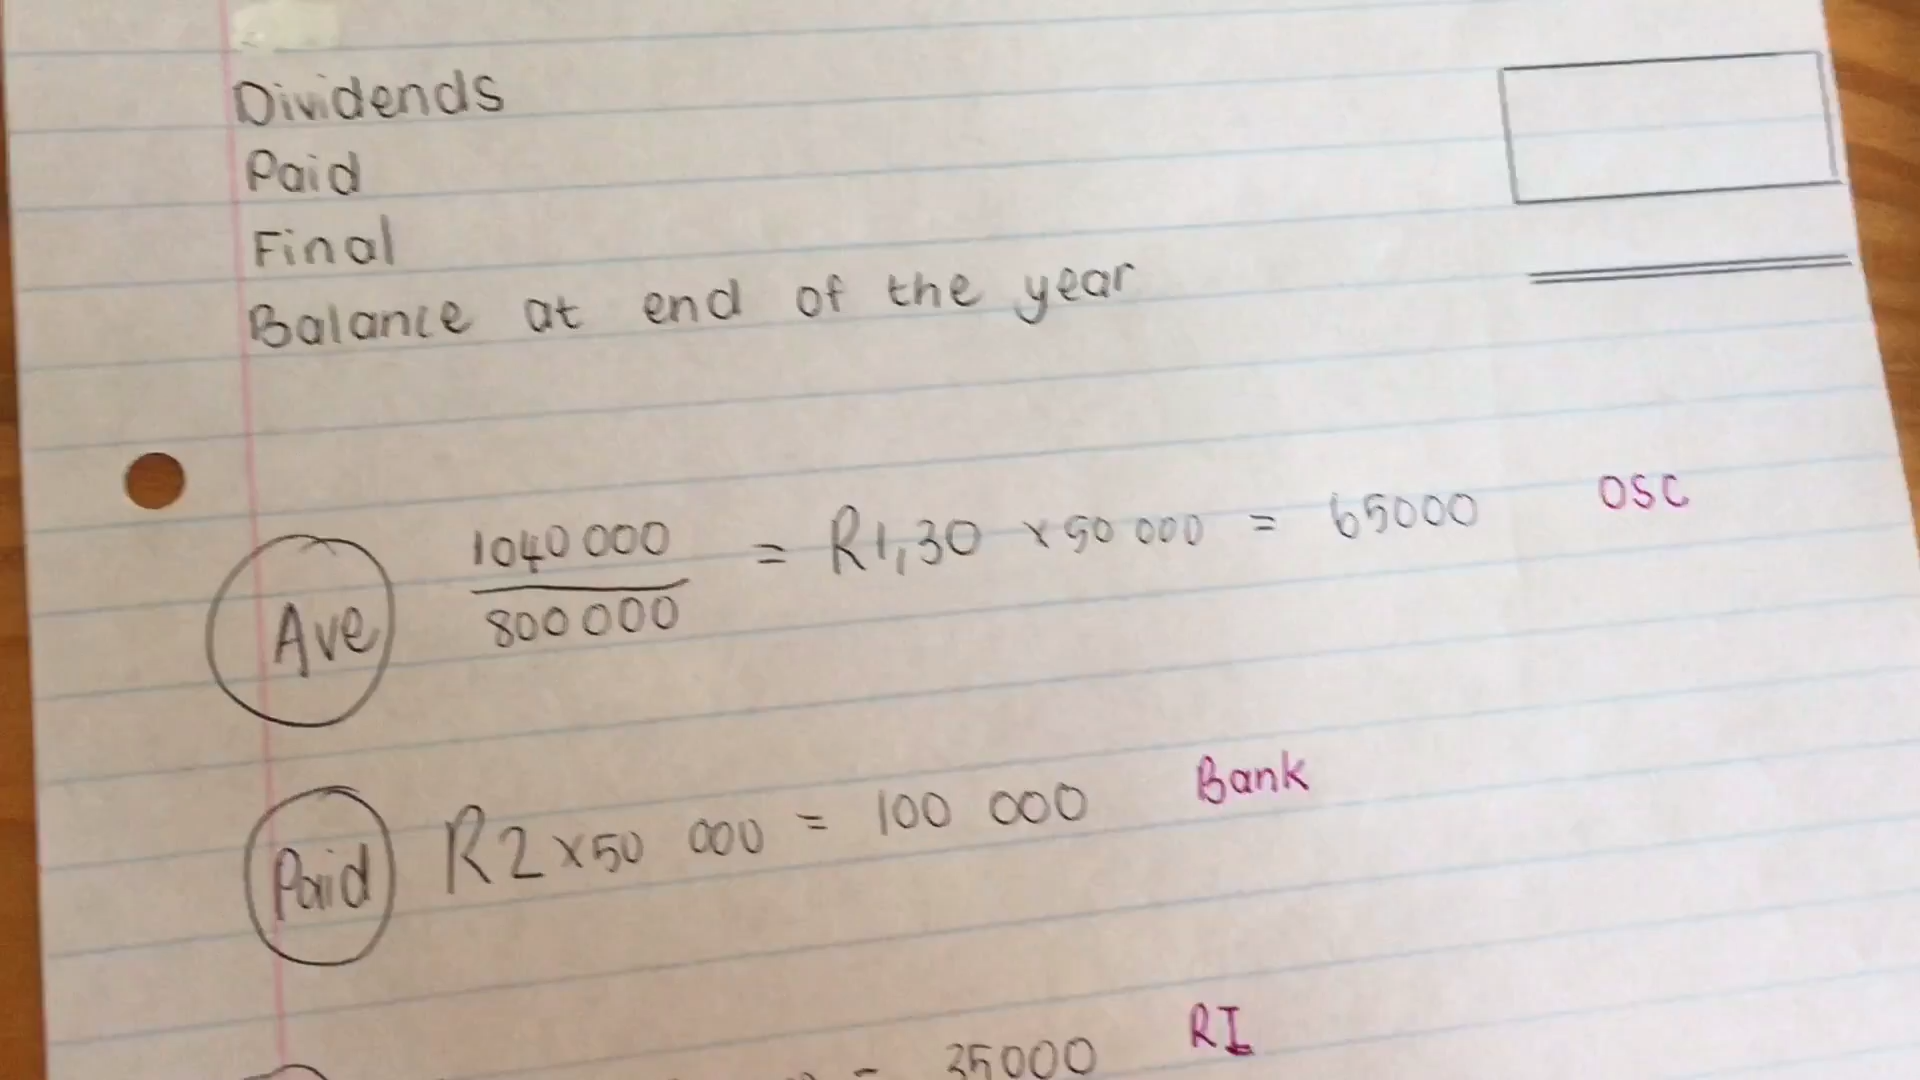 Dividends
Paid
Final
Balance at end of the year
Ave 1040 000 / 800 000 = R1,30 x 50 000 = 65000 OSC
Paid R2 x 50 000 = 100 000 Bank
35000 RI